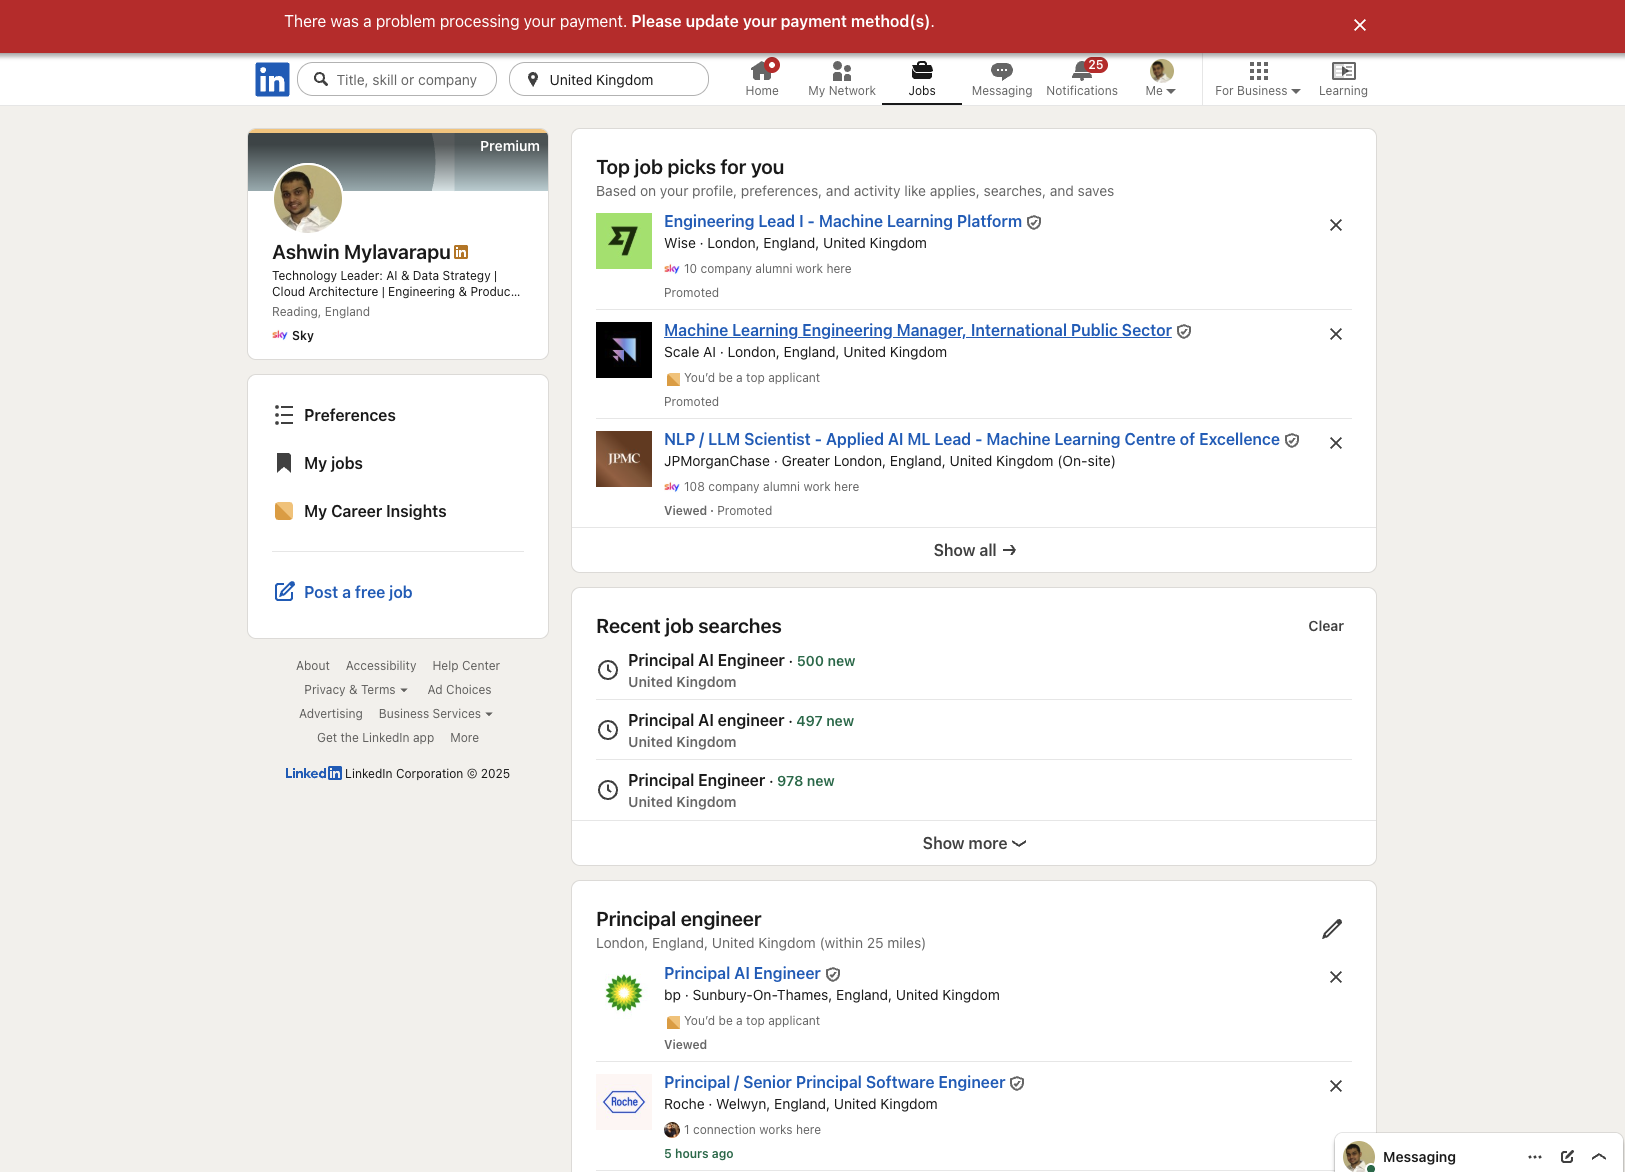 There was a problem processing your payment. Please update your payment method(s).
in
Title, skill or company
United Kingdom
Home
My Network
Jobs
Messaging
25
Notifications
Me
For Business
Learning
Premium
Ashwin Mylavarapu in
Technology Leader: AI & Data Strategy |
Cloud Architecture | Engineering & Produc...
Reading, England
sky Sky
Preferences
My jobs
My Career Insights
Post a free job
About Accessibility Help Center
Privacy & Terms Ad Choices
Advertising Business Services
Get the LinkedIn app More
Linkedin LinkedIn Corporation © 2025
Top job picks for you
Based on your profile, preferences, and activity like applies, searches, and saves
Engineering Lead I - Machine Learning Platform
Wise · London, England, United Kingdom
sky 10 company alumni work here
Promoted
Machine Learning Engineering Manager, International Public Sector
Scale AI · London, England, United Kingdom
You'd be a top applicant
Promoted
JPMC
NLP / LLM Scientist - Applied AI ML Lead - Machine Learning Centre of Excellence
JPMorganChase · Greater London, England, United Kingdom (On-site)
sky 108 company alumni work here
Viewed · Promoted
Show all →
Recent job searches
Clear
Principal AI Engineer · 500 new
United Kingdom
Principal AI engineer · 497 new
United Kingdom
Principal Engineer · 978 new
United Kingdom
Show more
Principal engineer
London, England, United Kingdom (within 25 miles)
Principal AI Engineer
bp · Sunbury-On-Thames, England, United Kingdom
You'd be a top applicant
Viewed
Roche
Principal / Senior Principal Software Engineer
Roche · Welwyn, England, United Kingdom
1 connection works here
5 hours ago
Messaging